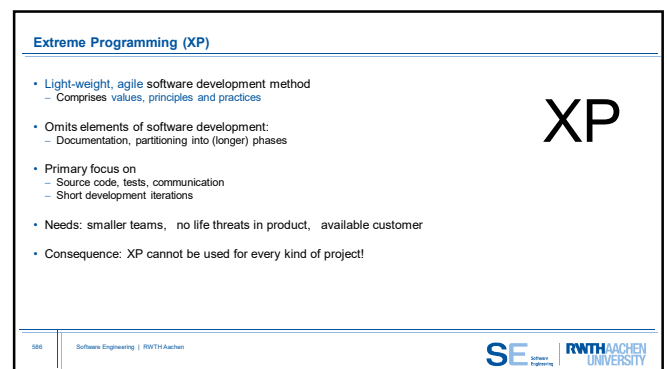 Extreme Programming (XP)
• Light-weight, agile software development method
– Comprises values, principles and practices
• Omits elements of software development:
– Documentation, partitioning into (longer) phases
• Primary focus on
– Source code, tests, communication
– Short development iterations
• Needs: smaller teams, no life threats in product, available customer
• Consequence: XP cannot be used for every kind of project!
XP
586
Software Engineering | RWTH Aachen
SE Software Engineering
RWTHAACHEN
UNIVERSITY